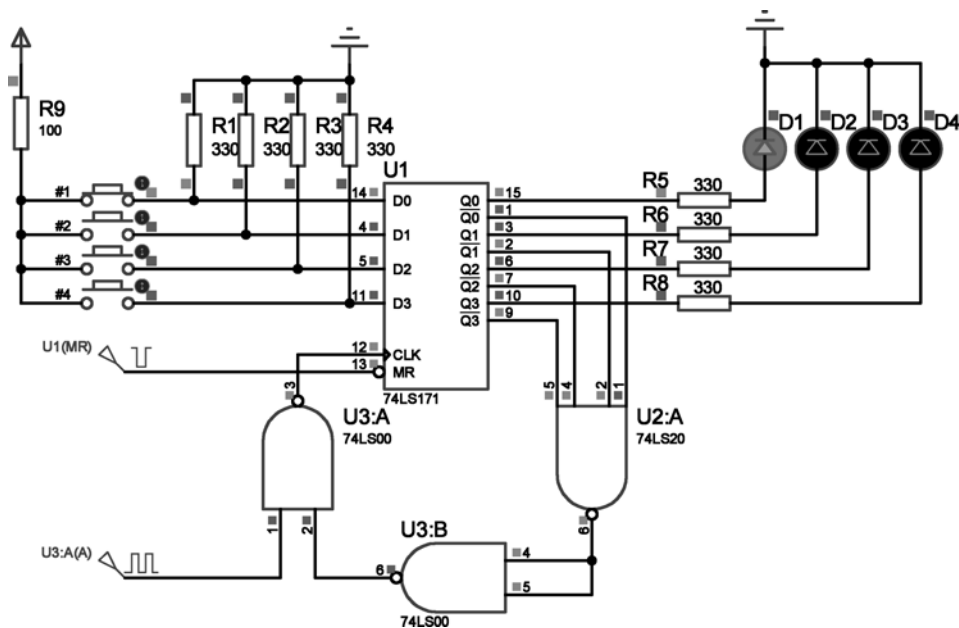 R9
100
R1
330
R2
330
R3
330
R4
330
D1
D2
D3
D4
U1
#1
#2
#3
#4
14
4
5
11
12
13
D0
D1
D2
D3
CLK
MR
Q0
Q0
Q1
Q1
Q2
Q2
Q3
Q3
15
1
3
2
6
7
10
9
74LS171
R5
330
R6
330
R7
330
R8
330
U1(MR)
3
U3:A
74LS00
1
2
5
4
2
1
U2:A
74LS20
6
U3:B
4
5
6
74LS00
U3:A(A)